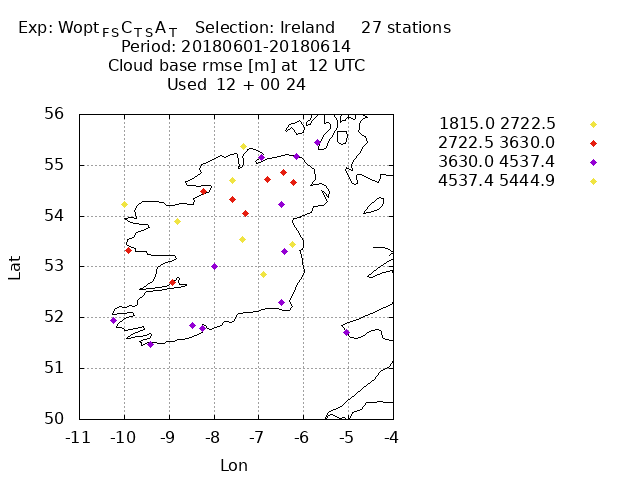 Exp: Wopt FS C T S A T   Selection: Ireland   27 stations
Period: 20180601-20180614
Cloud base rmse [m] at 12 UTC
Used 12 + 00 24
1815.0 2722.5
2722.5 3630.0
3630.0 4537.4
4537.4 5444.9
56
55
54
53
52
51
50
Lat
-11 -10 -9 -8 -7 -6 -5 -4
Lon